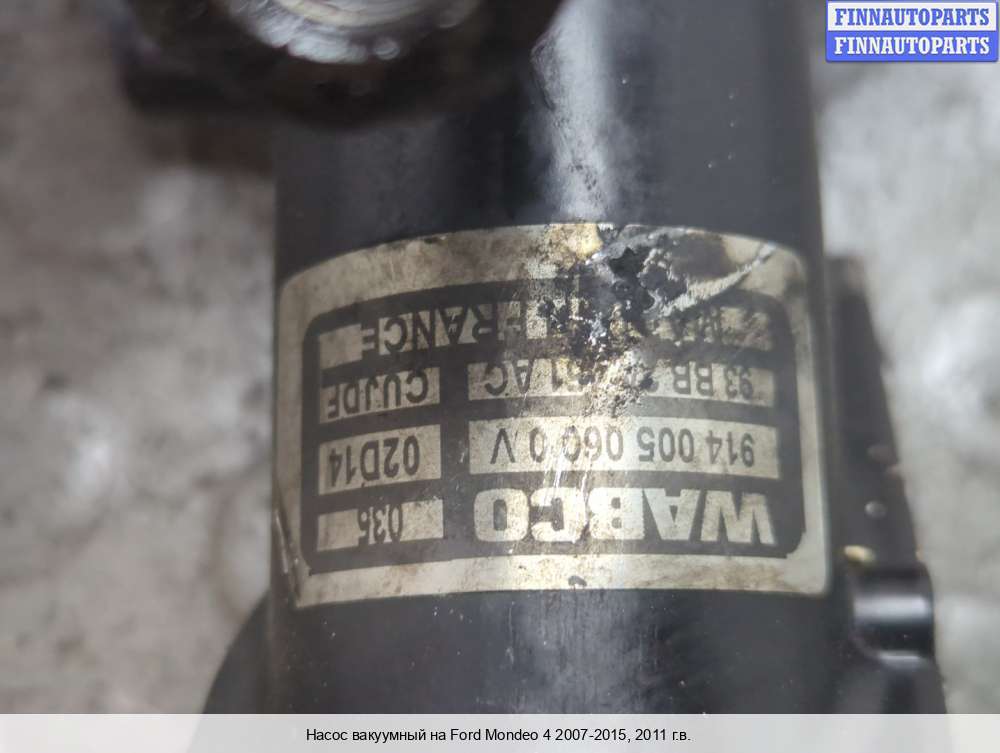 FINNAUTOPARTS
FINNAUTOPARTS
WABCO 035
914 005 060 0 V 02D14
93 BB AC CUJDF
FRANCE
Насос вакуумный на Ford Mondeo 4 2007-2015, 2011 г.в.